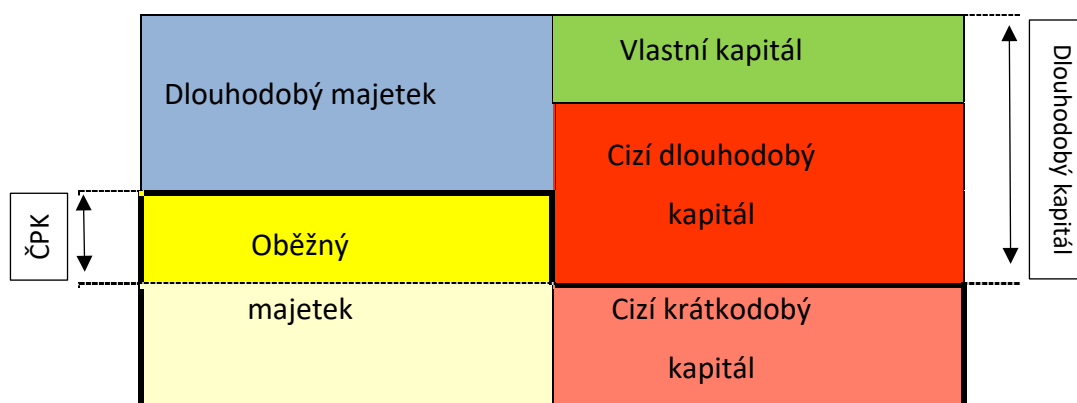 Vlastní kapitál
Dlouhodobý majetek
Cizí dlouhodobý
kapitál
Oběžný
majetek
Cizí krátkodobý
kapitál
ČPK
Dlouhodobý kapitál